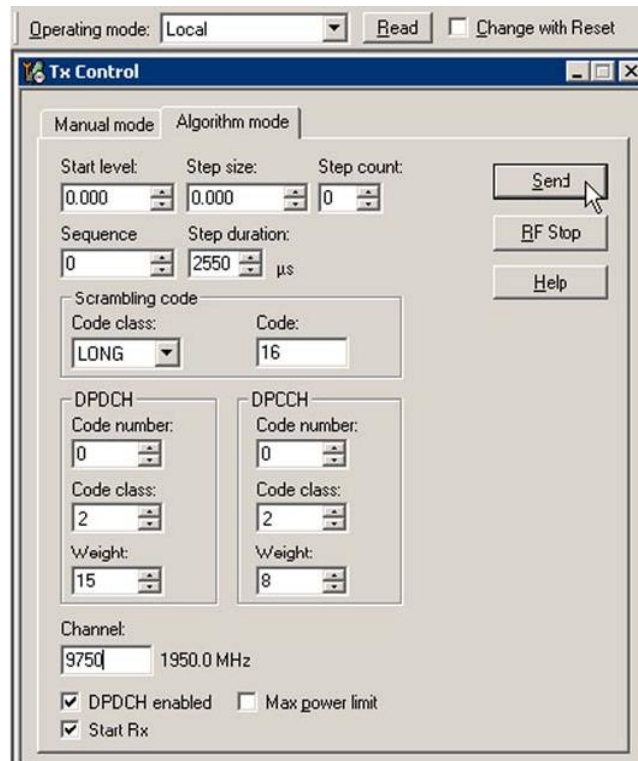 Operating mode: Local Read Change with Reset
Tx Control
Manual mode Algorithm mode
Start level: Step size: Step count:
0.000 0.000 0
Send
Sequence Step duration:
0 2550 µs
RF Stop
Scrambling code
Help
Code class: Code:
LONG 16
DPDCH DPCCH
Code number: Code number:
0 0
Code class: Code class:
2 2
Weight: Weight:
15 8
Channel:
9750 1950.0 MHz
DPDCH enabled Max power limit
Start Rx